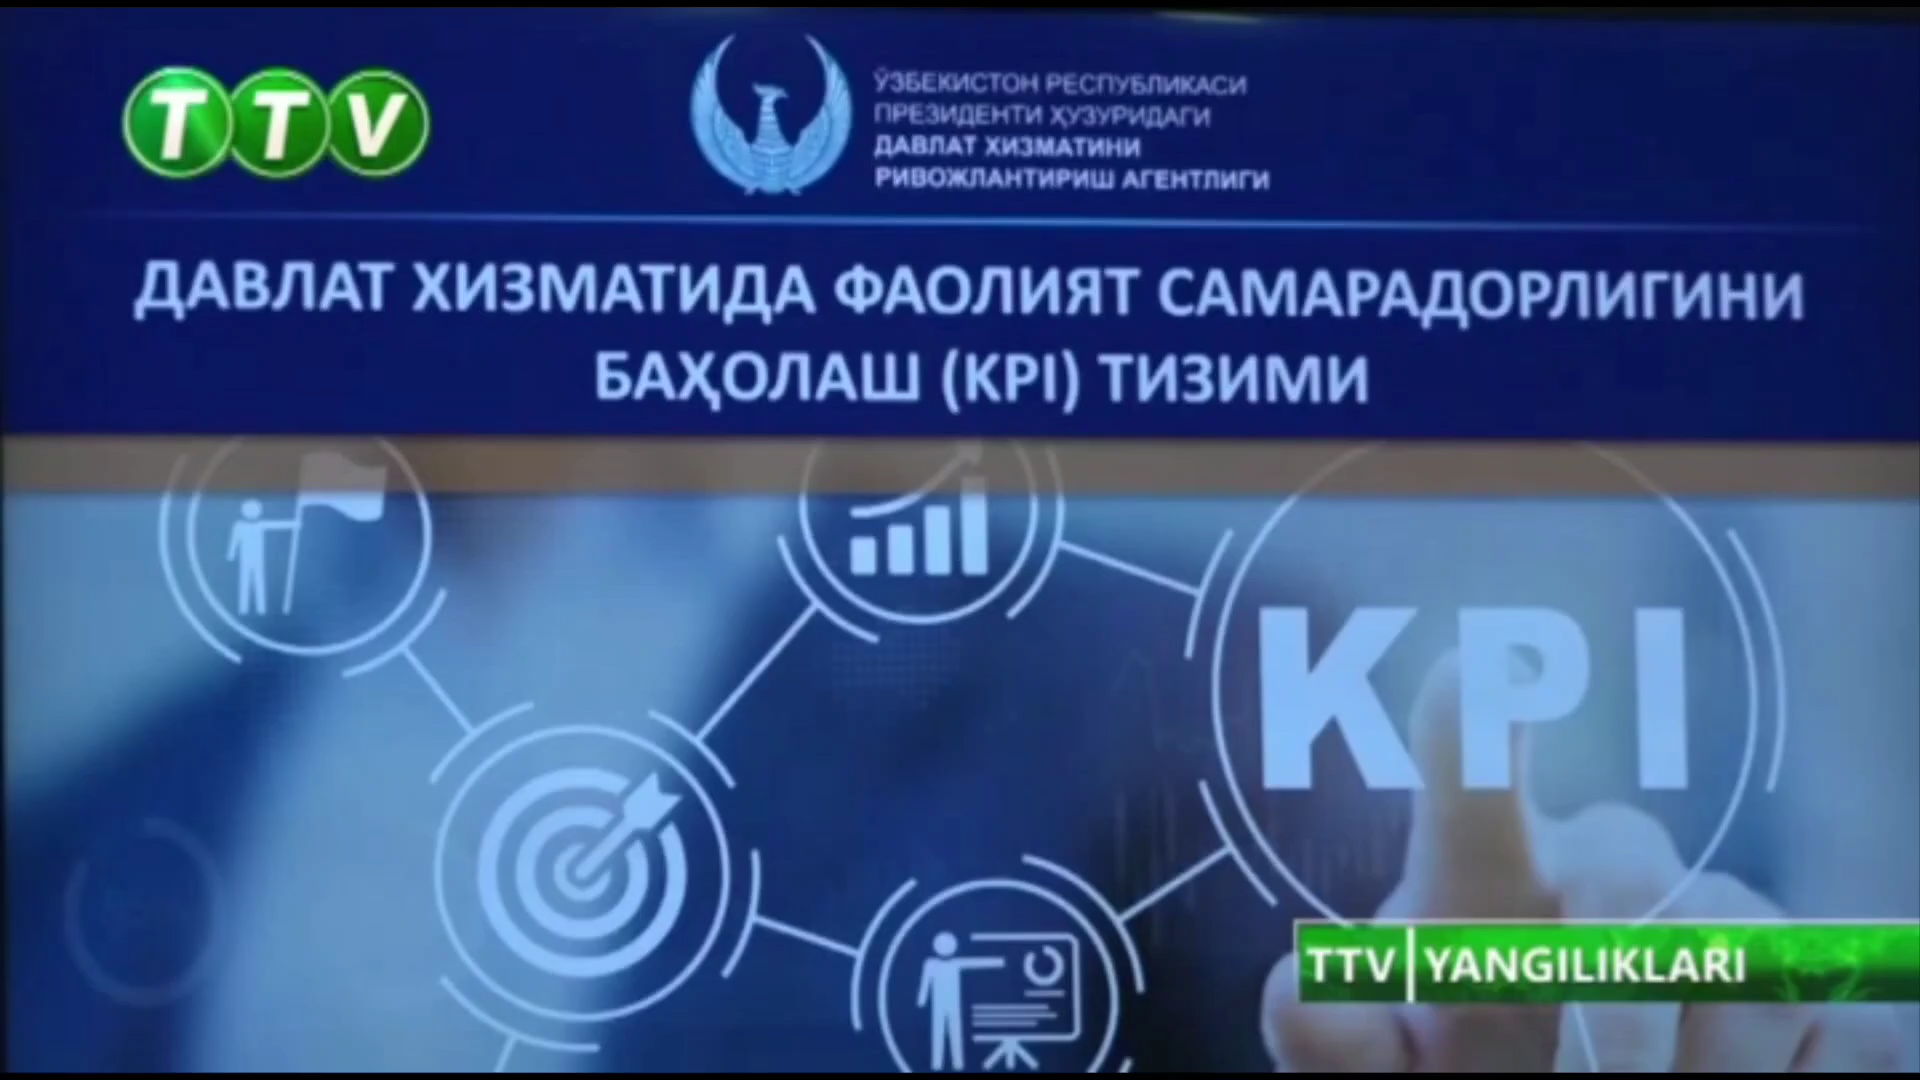 TTV
ЎЗБЕКИСТОН РЕСПУБЛИКАСИ
ПРЕЗИДЕНТИ ҲУЗУРИДАГИ
ДАВЛАТ ХИЗМАТИНИ
РИВОЖЛАНТИРИШ АГЕНТЛИГИ
ДАВЛАТ ХИЗМАТИДА ФАОЛИЯТ САМАРАДОРЛИГИНИ
БАҲОЛАШ (KPI) ТИЗИМИ
KPI
TTV YANGILIKLARI